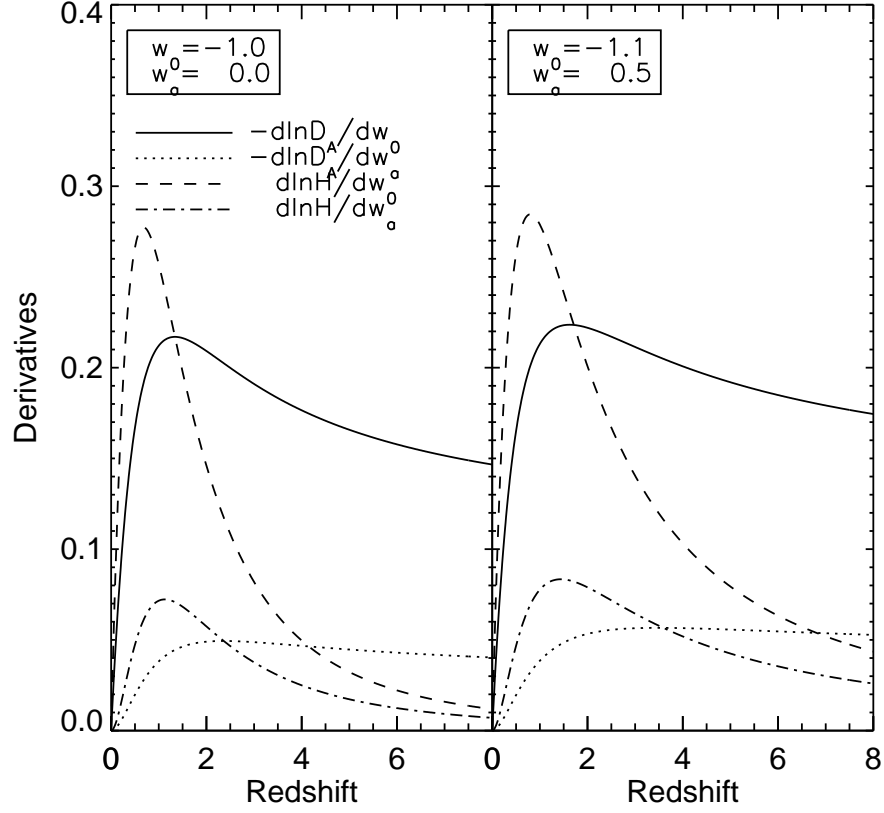 0.4
0.3
0.2
0.1
0.0
Derivatives
w0=-1.0
wa= 0.0
-dlnDA/dw0
-dlnDA/dwa
dlnH/dw0
dlnH/dwa
0 2 4 6
Redshift
w0=-1.1
wa= 0.5
0 2 4 6 8
Redshift